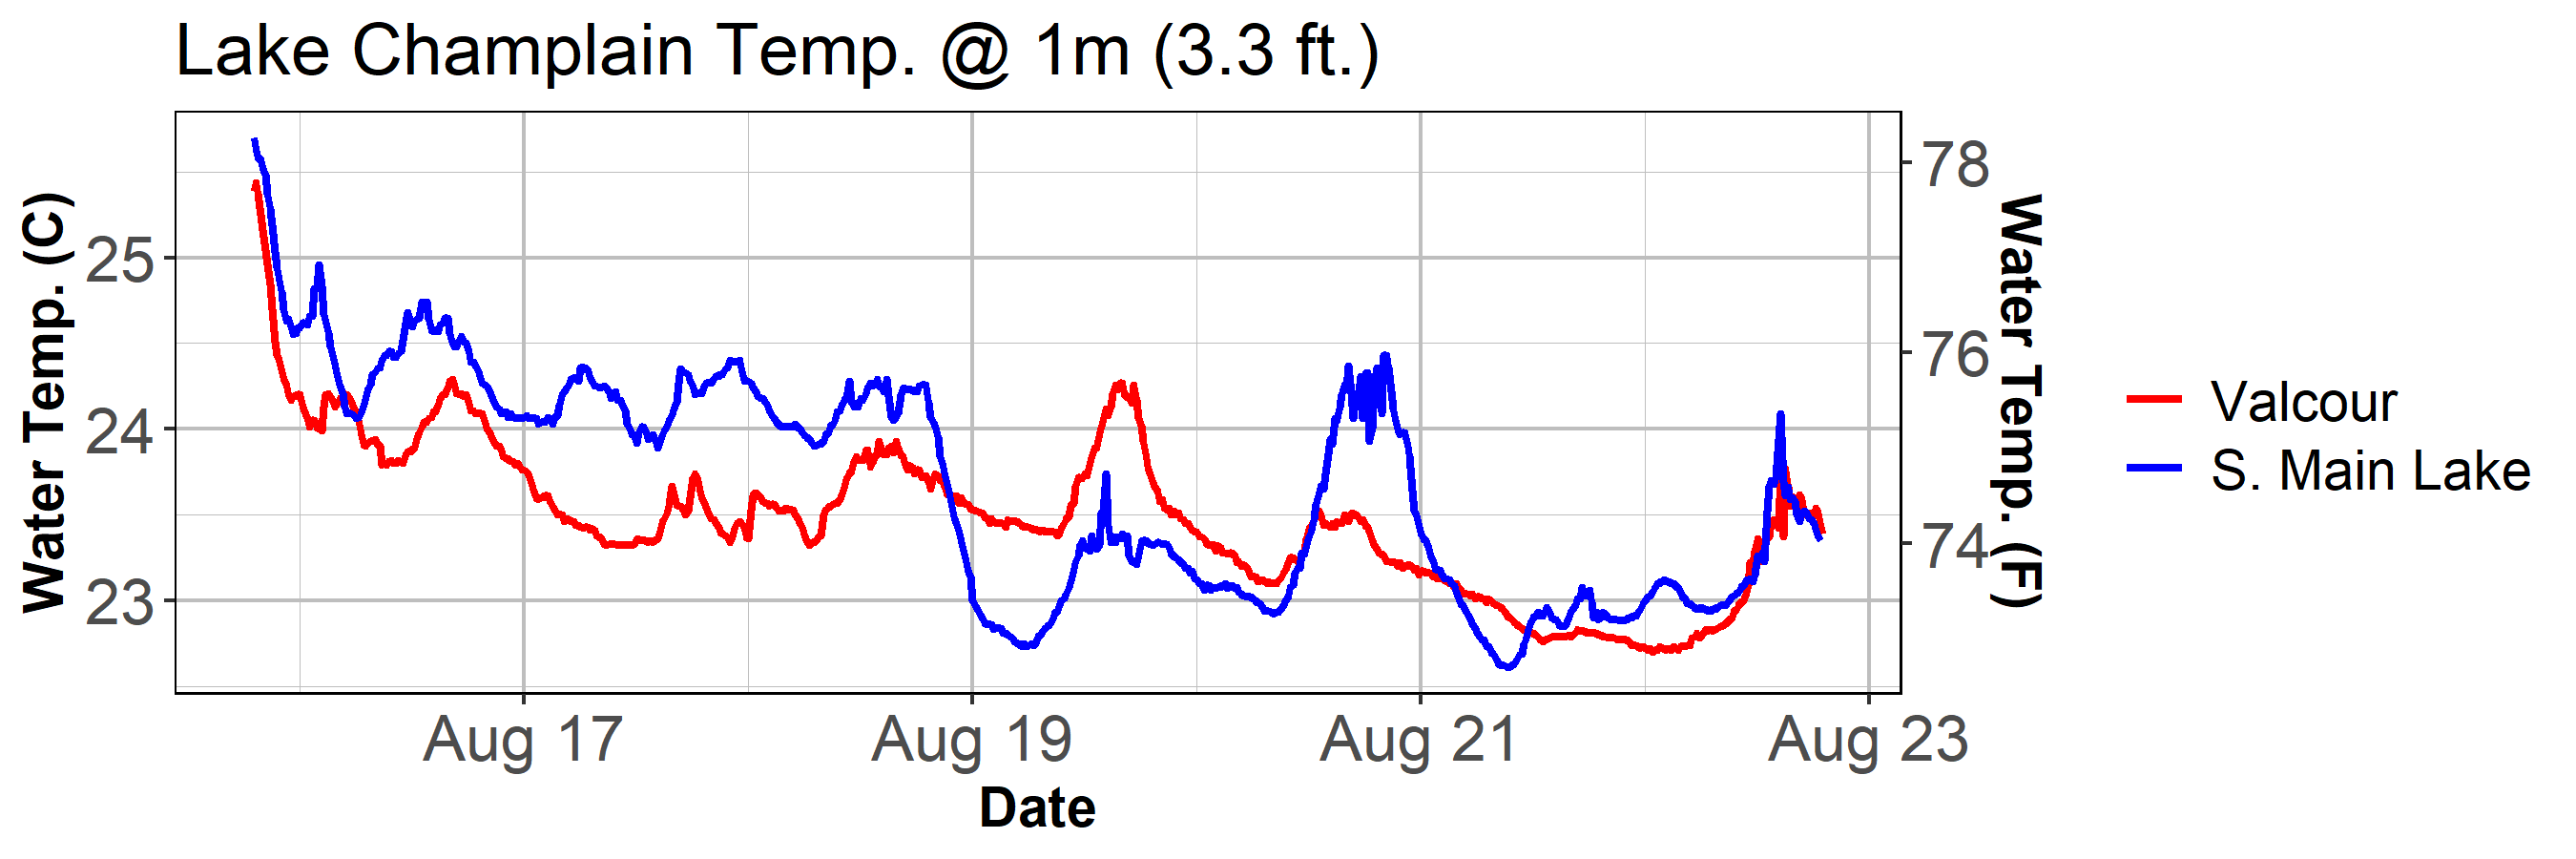 Lake Champlain Temp. @ 1m (3.3 ft.)
Water Temp. (C)
25
24
23
78
76
74
Water Temp. (F)
Aug 17
Aug 19
Aug 21
Aug 23
Date
Valcour
S. Main Lake